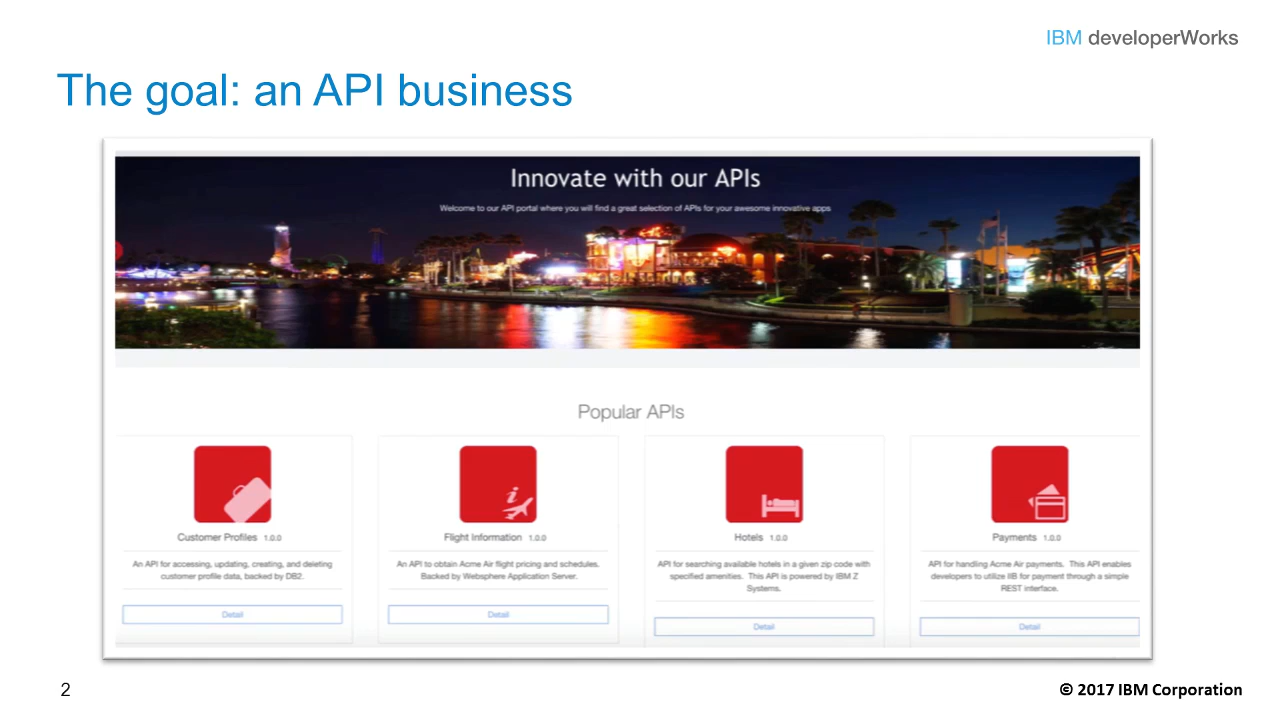 IBM developerWorks
The goal: an API business
Innovate with our APIs
Welcome to our API portal where you will find a great selection of APIs for your awesome innovative apps
Popular APIs
Customer Profiles 1.0.0
An API for accessing, updating, creating, and deleting
customer profile data, backed by DB2.
Detail
Flight Information 1.0.0
An API to obtain Acme Air flight pricing and schedules.
Backed by Websphere Application Server.
Detail
Hotels 1.0.0
API for searching available hotels in a given zip code with
specified amenities. This API is powered by IBM Z
Systems.
Detail
Payments 1.0.0
API for handling Acme Air payments. This API enables
developers to utilize IIB for payment through a simple
REST interface.
Detail
2
© 2017 IBM Corporation